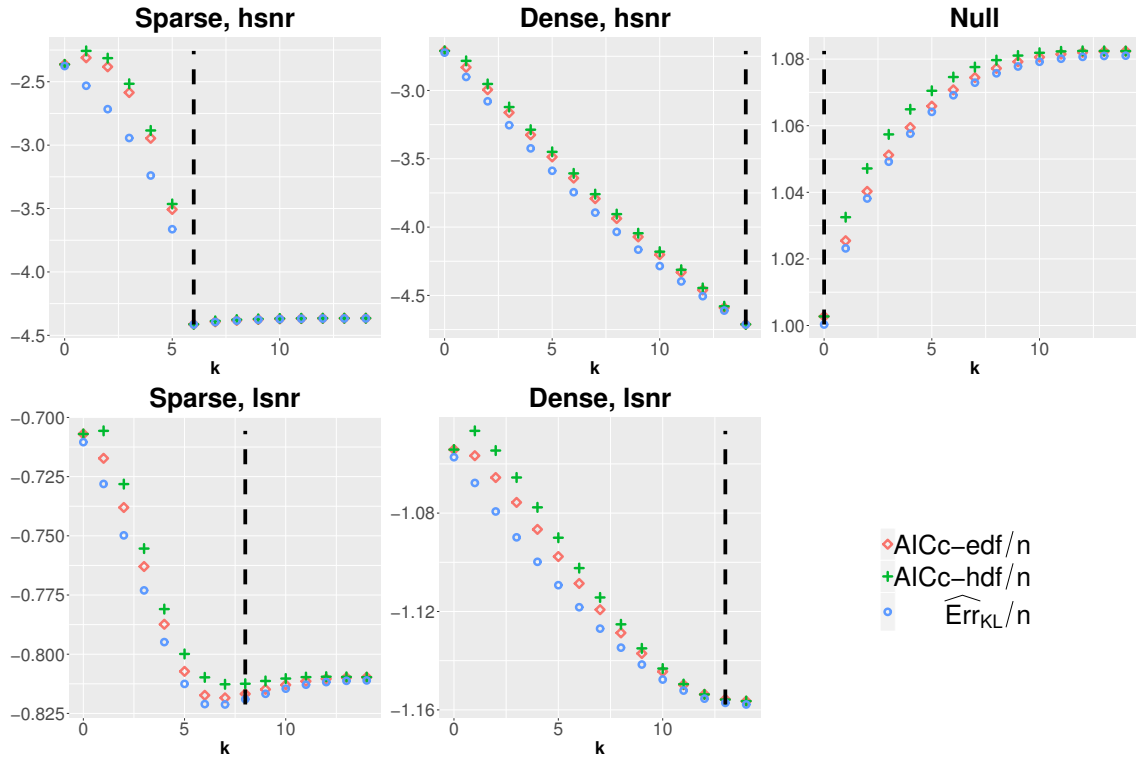 Sparse, hsnr
−2.5
−3.0
−3.5
−4.0
−4.5
0
5
10
k
Dense, hsnr
−3.0
−3.5
−4.0
−4.5
0
5
10
k
Null
1.08
1.06
1.04
1.02
1.00
0
5
10
k
Sparse, lsnr
−0.700
−0.725
−0.750
−0.775
−0.800
−0.825
0
5
10
k
Dense, lsnr
−1.08
−1.12
−1.16
0
5
10
k
AICc−edf/n
AICc−hdf/n
Êrr_KL/n